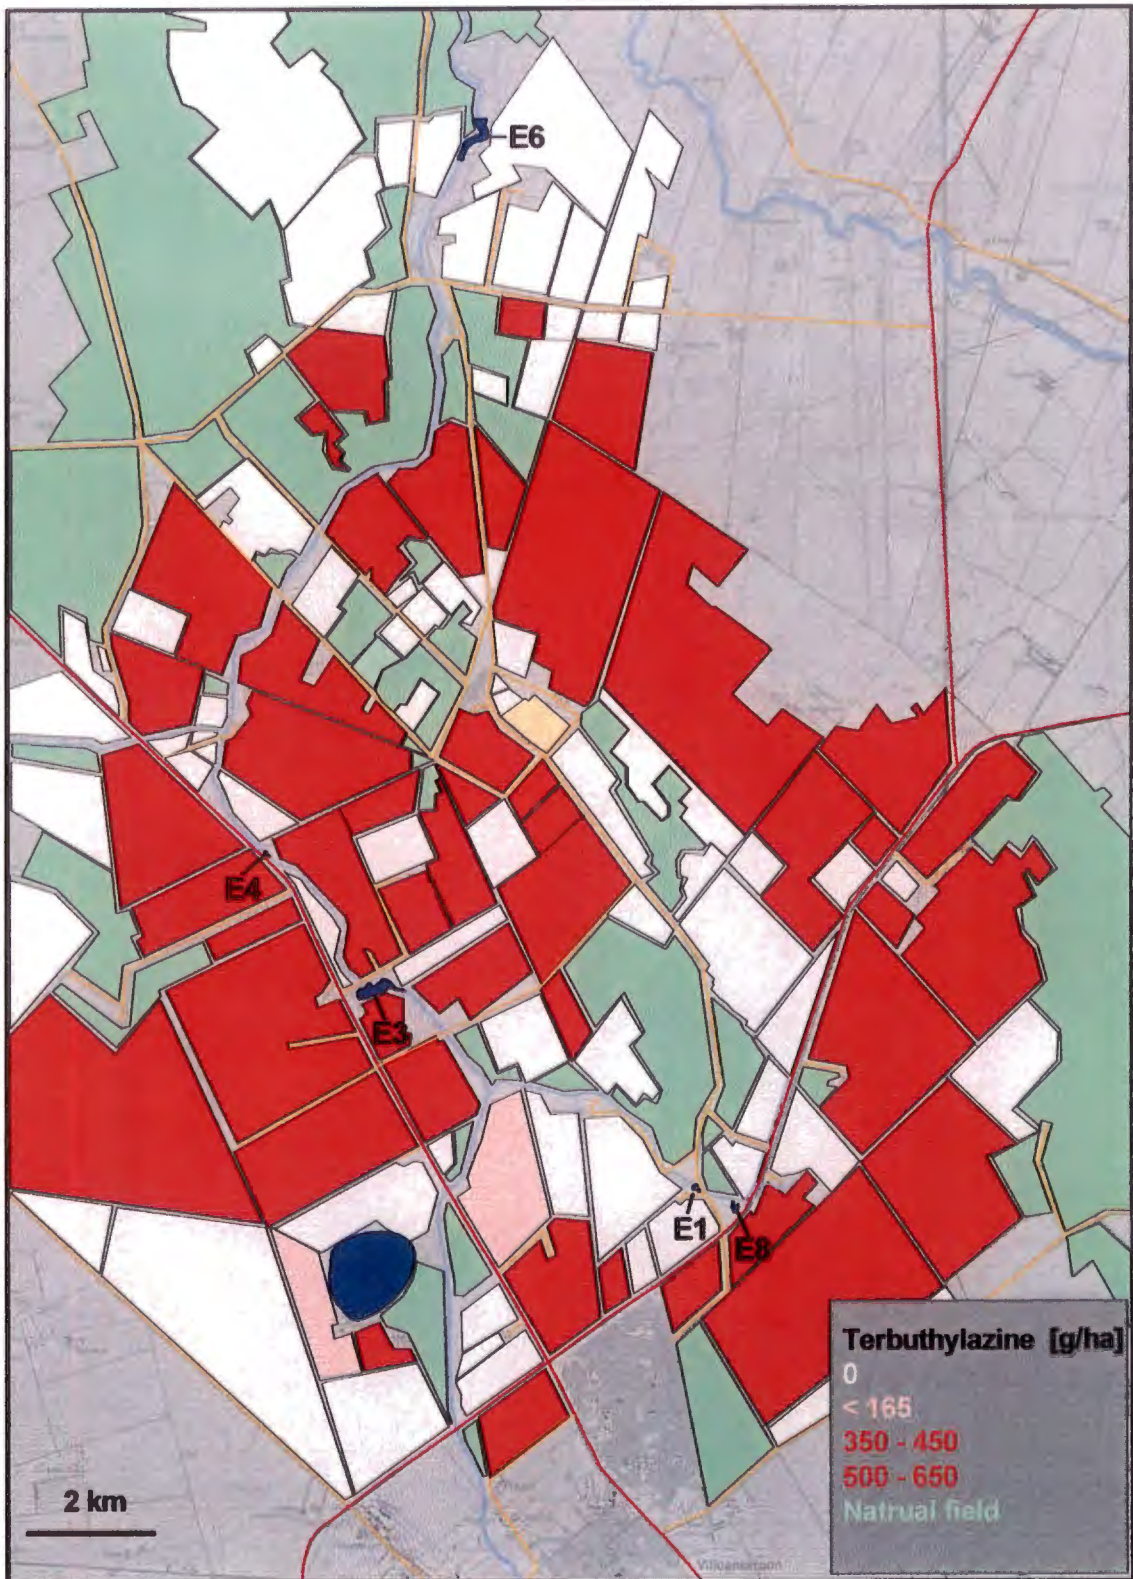 E6
E4
E3
E1
E8
Terbuthylazine [g/ha]
0
< 165
350 - 450
500 - 650
Natrual field
2 km